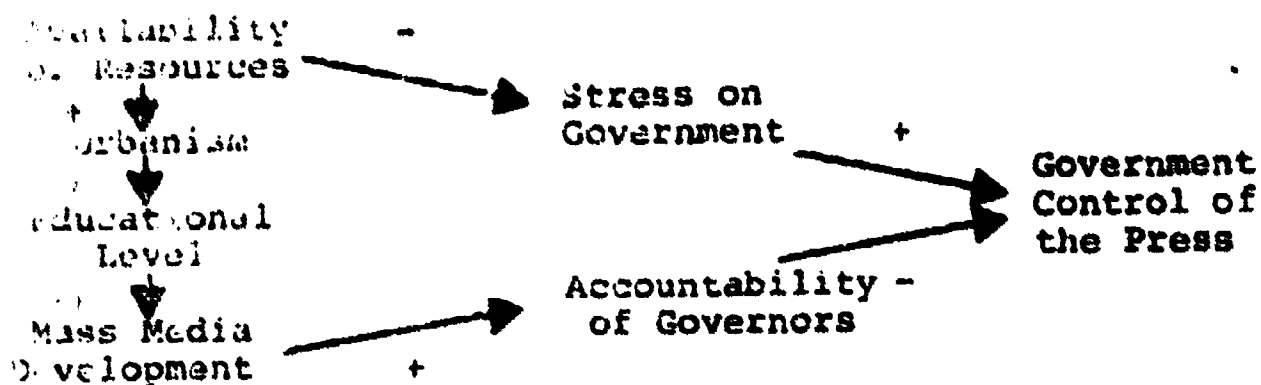 Availability -
of Resources
+
Urbanism
Educational
Level
Mass Media
Development +
Stress on
Government +
Accountability -
of Governors
Government
Control of
the Press